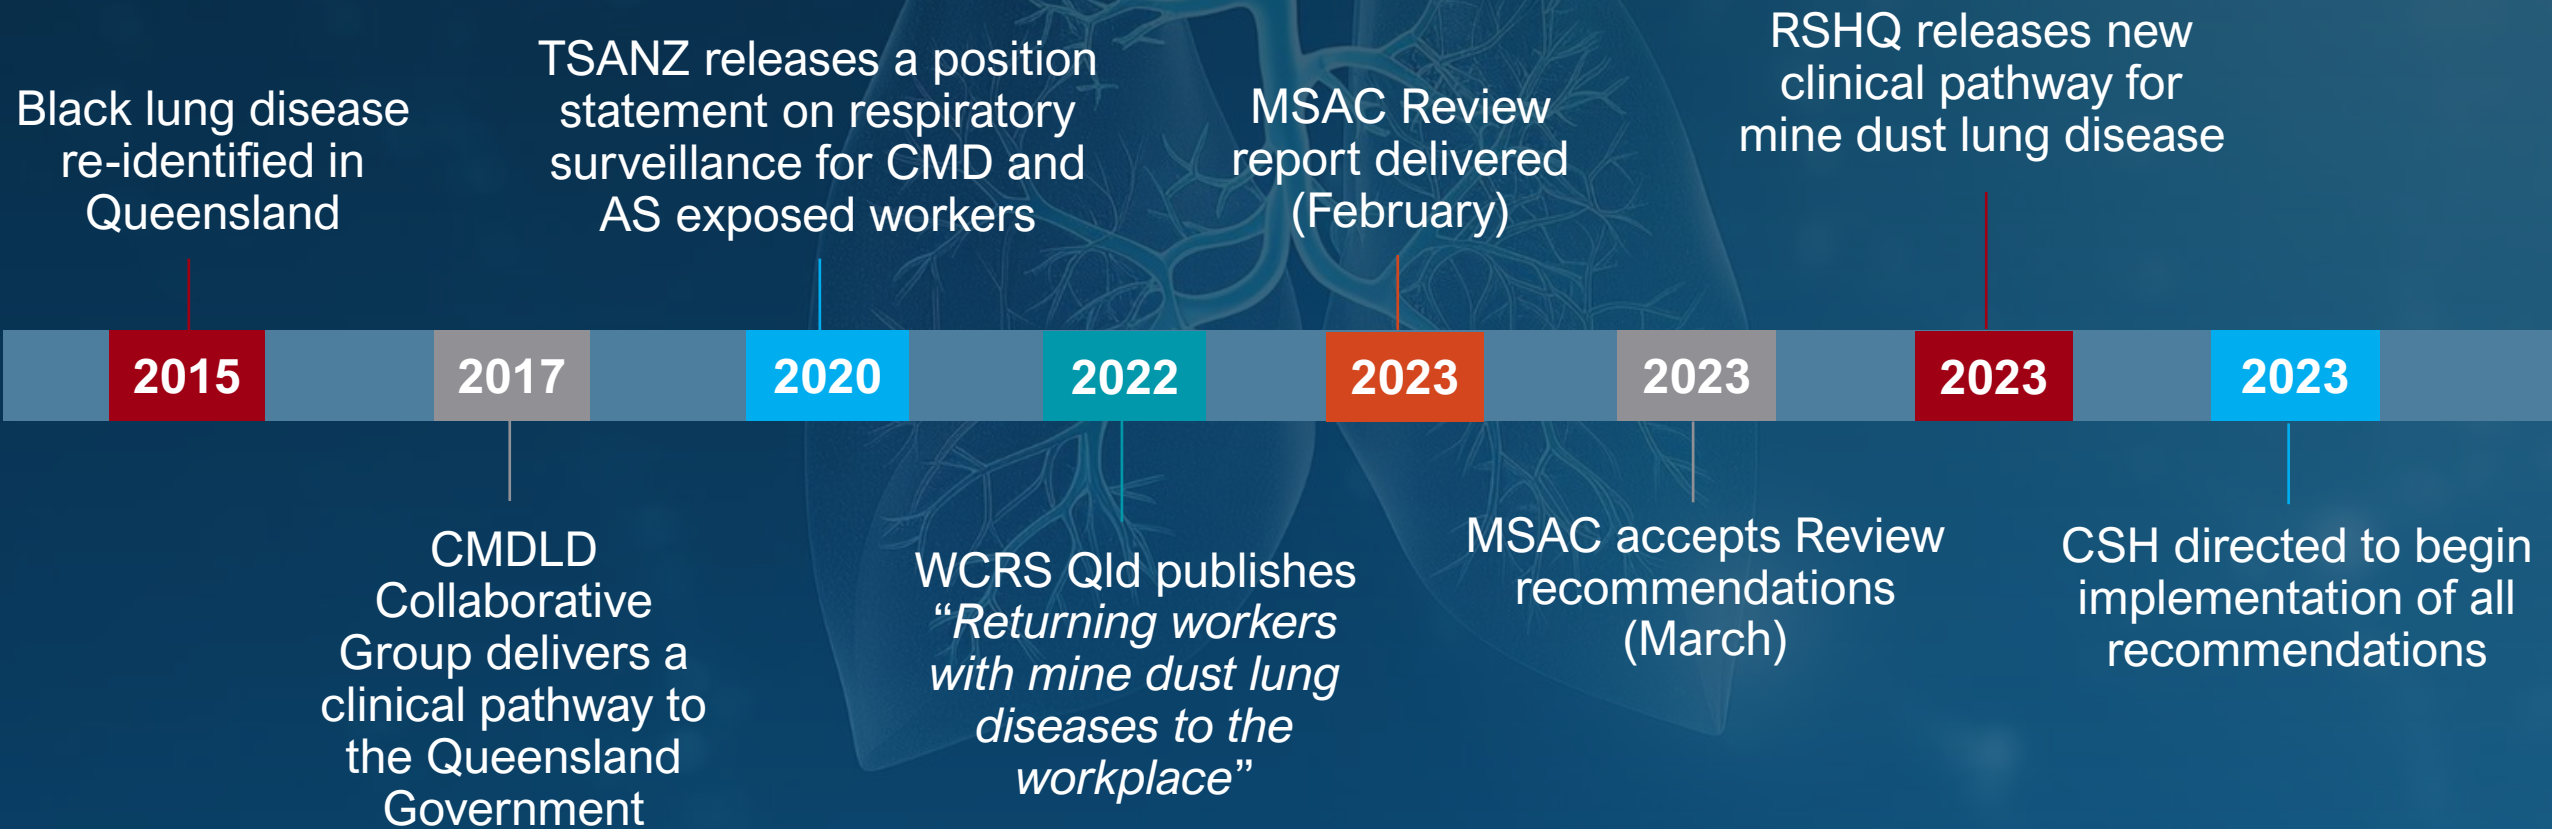 Black lung disease
re-identified in
Queensland
TSANZ releases a position
statement on respiratory
surveillance for CMD and
AS exposed workers
MSAC Review
report delivered
(February)
RSHQ releases new
clinical pathway for
mine dust lung disease
2015
2017
2020
2022
2023
2023
2023
2023
CMDLD
Collaborative
Group delivers a
clinical pathway to
the Queensland
Government
WCRS Qld publishes
“Returning workers
with mine dust lung
diseases to the
workplace”
MSAC accepts Review
recommendations
(March)
CSH directed to begin
implementation of all
recommendations